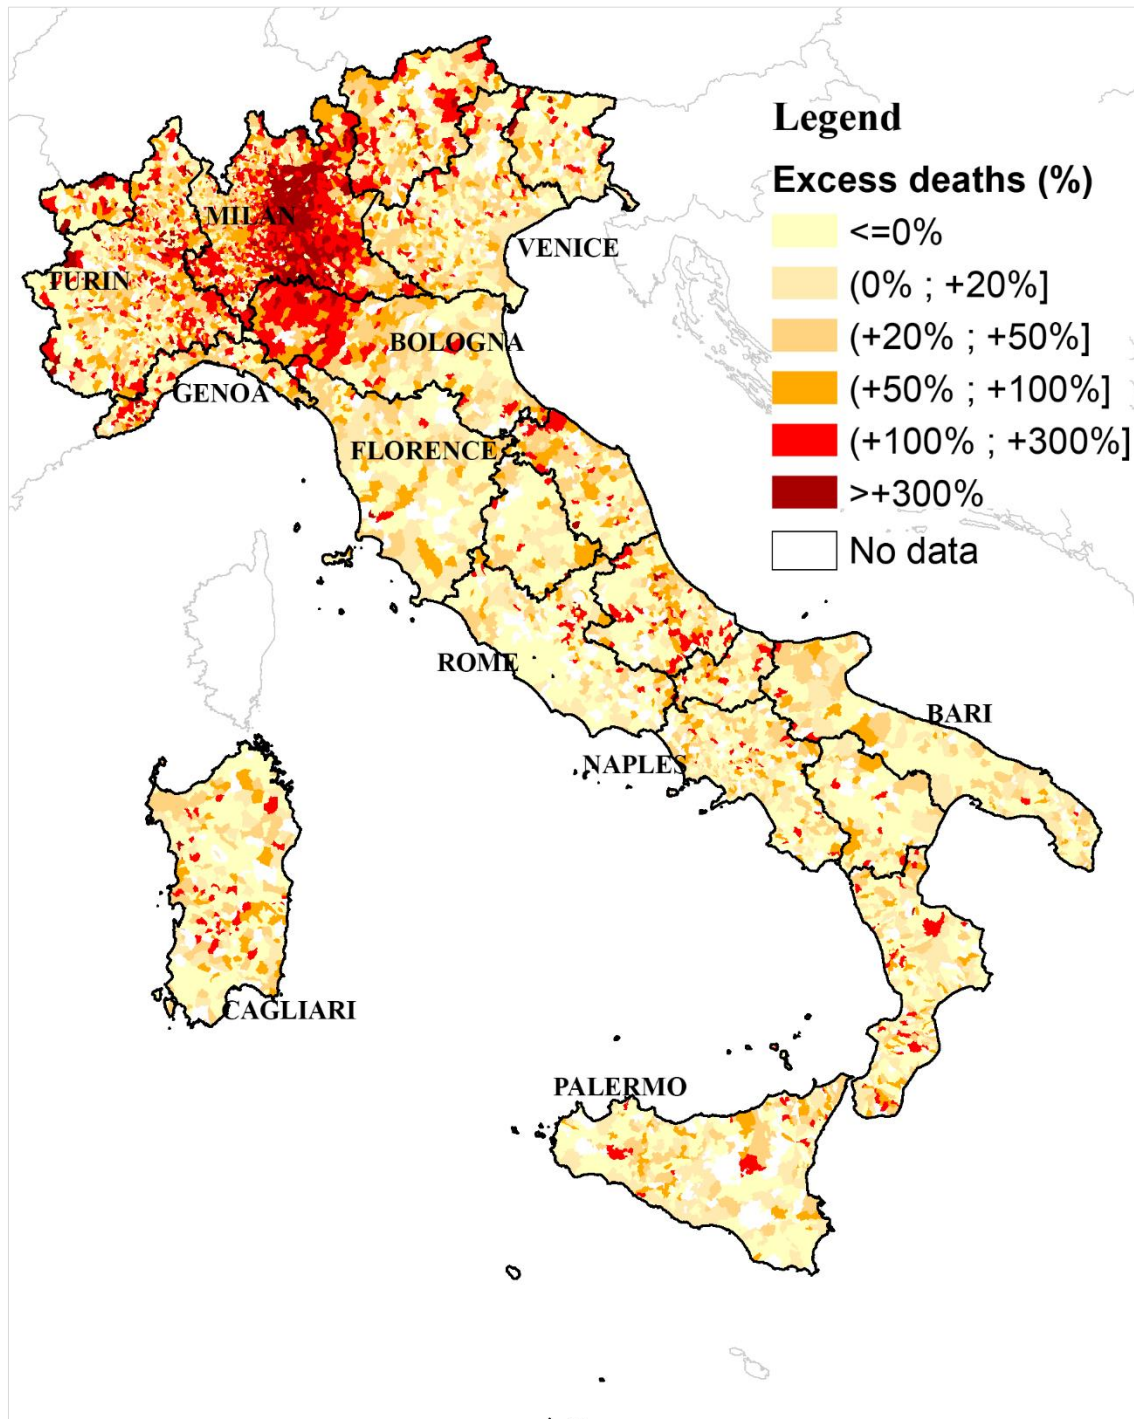 Legend
Excess deaths (%)
<=0%
(0% ; +20%]
(+20% ; +50%]
(+50% ; +100%]
(+100% ; +300%]
>+300%
No data
MILAN
VENICE
TURIN
BOLOGNA
GENOA
FLORENCE
ROME
BARI
NAPLES
CAGLIARI
PALERMO